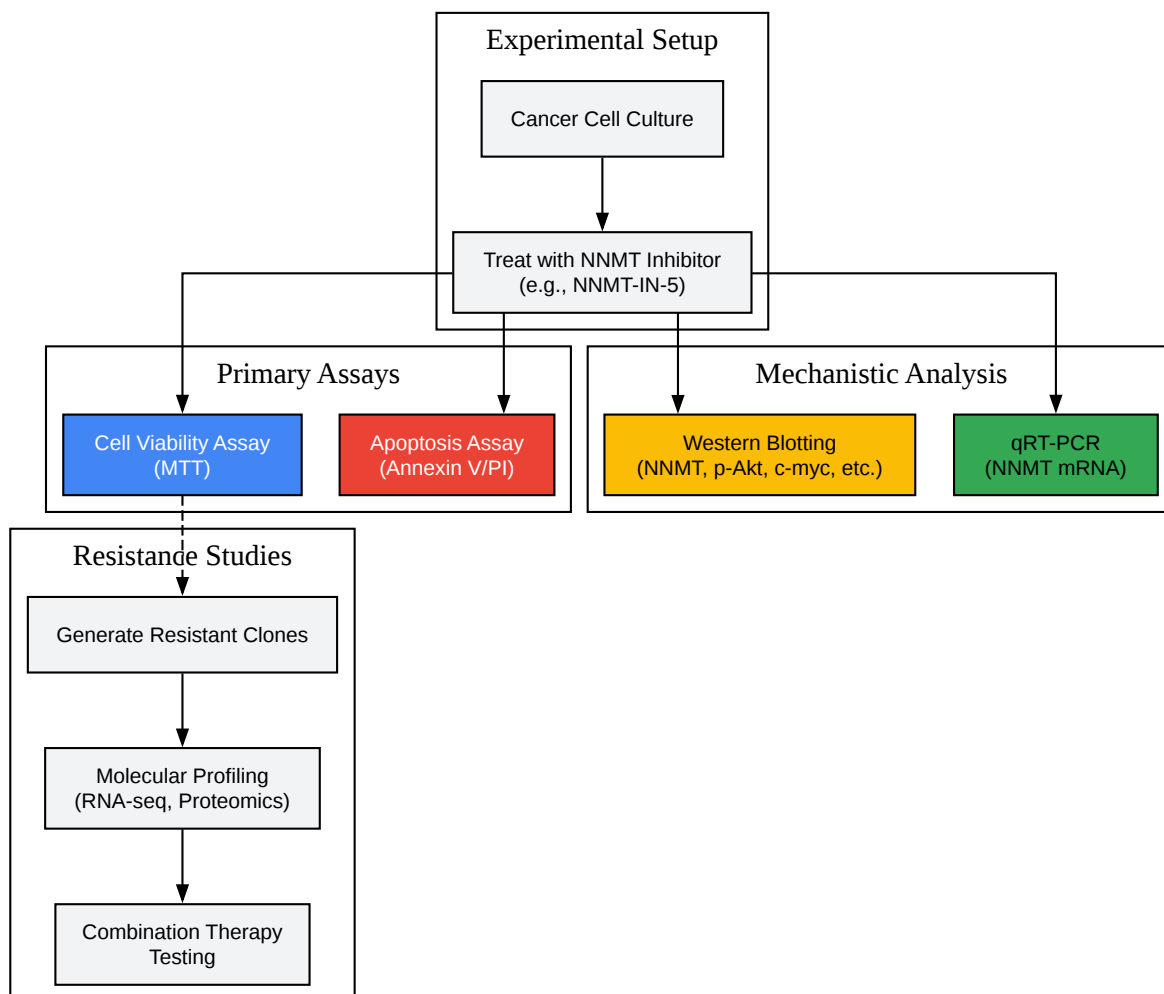 Experimental Setup
Cancer Cell Culture
Treat with NNMT Inhibitor
(e.g., NNMT-IN-5)
Primary Assays
Mechanistic Analysis
Cell Viability Assay
(MTT)
Apoptosis Assay
(Annexin V/PI)
Western Blotting
(NNMT, p-Akt, c-myc, etc.)
qRT-PCR
(NNMT mRNA)
Resistance Studies
Generate Resistant Clones
Molecular Profiling
(RNA-seq, Proteomics)
Combination Therapy
Testing